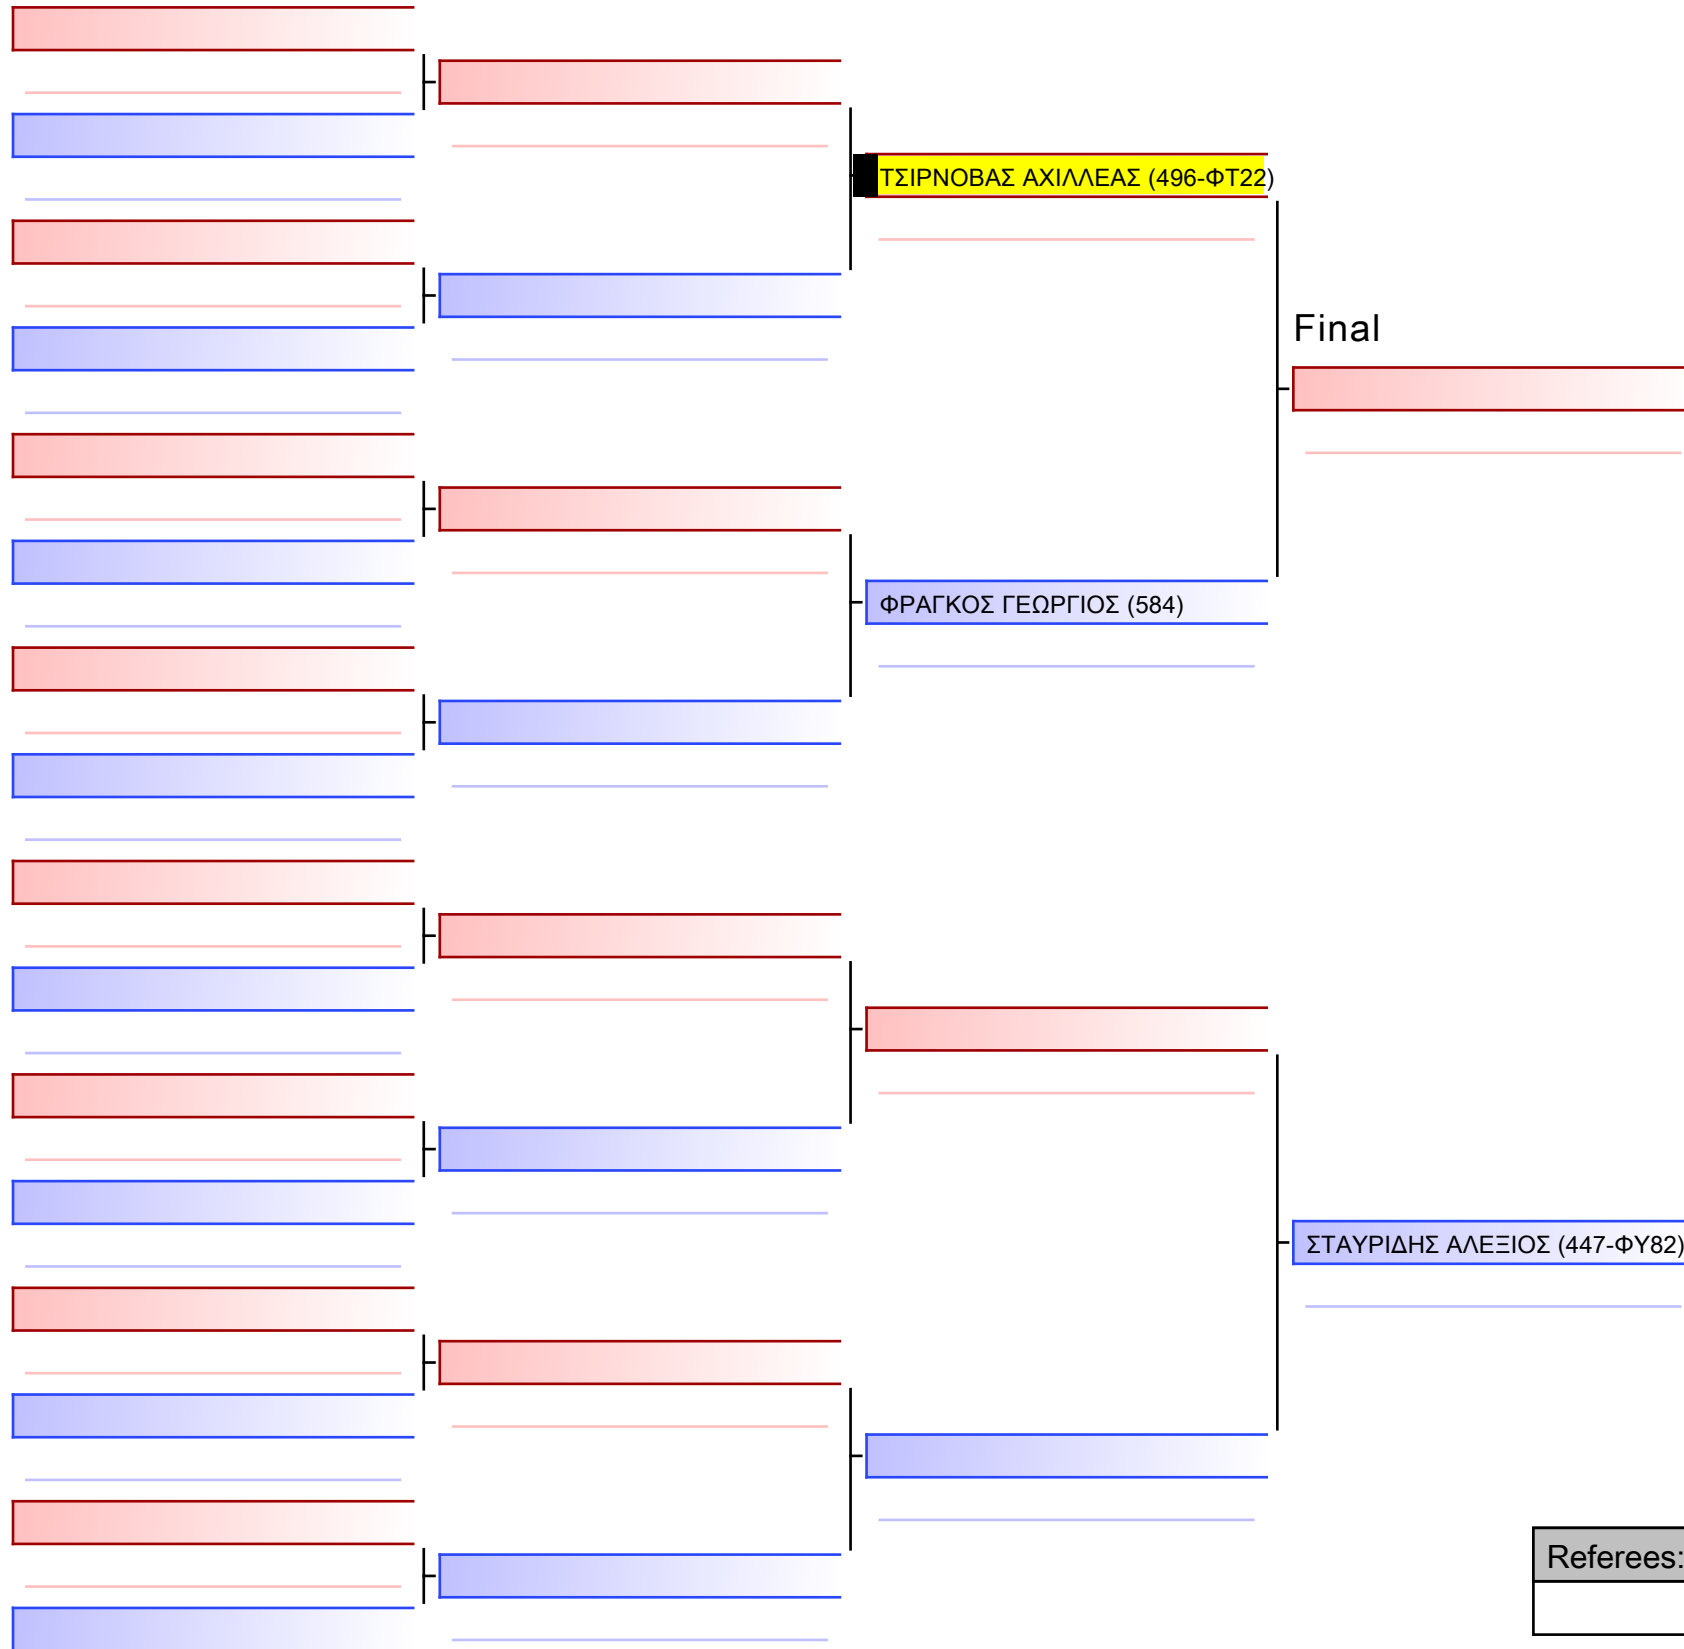 ΤΣΙΡΝΟΒΑΣ ΑΧΙΛΛΕΑΣ (496-ΦΤ22)
Final
ΦΡΑΓΚΟΣ ΓΕΩΡΓΙΟΣ (584)
ΣΤΑΥΡΙΔΗΣ ΑΛΕΞΙΟΣ (447-ΦΥ82)
Referees: